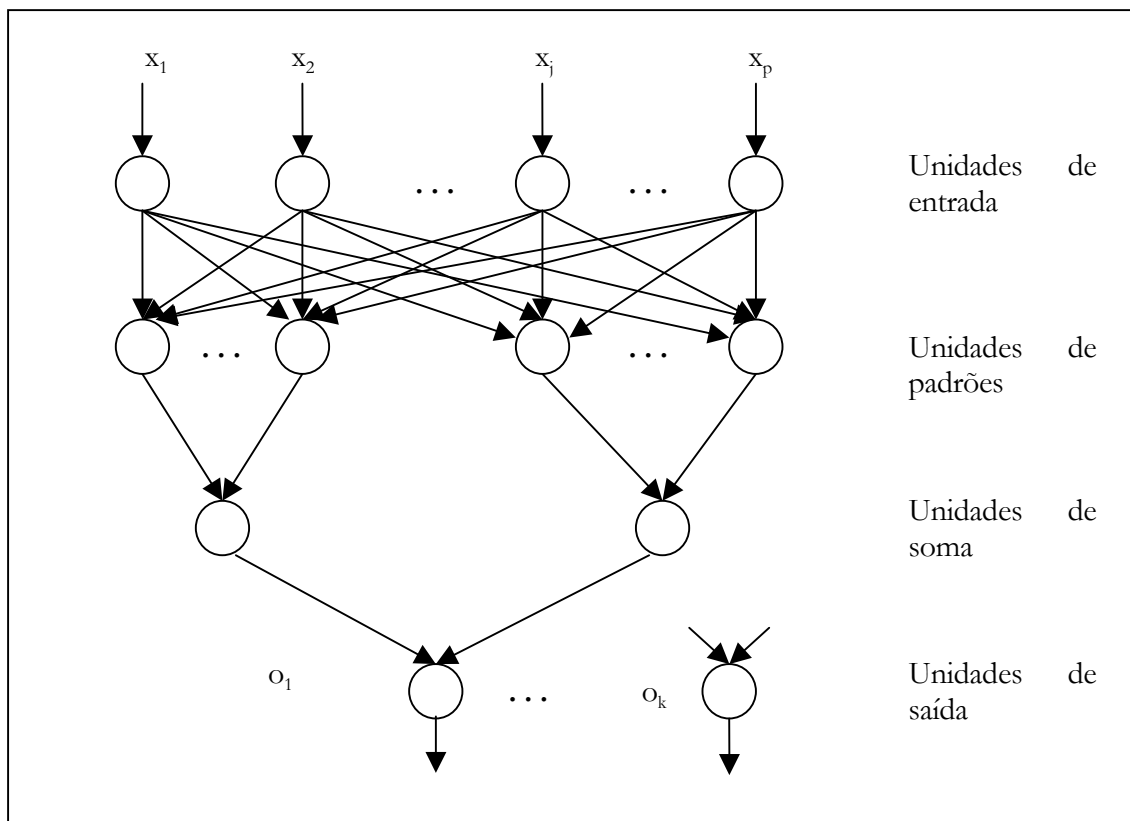 x1 x2 xj xp
Unidades de
entrada
... ...
... ...
Unidades de
padrões
Unidades de
soma
o1 ... ok
Unidades de
saída